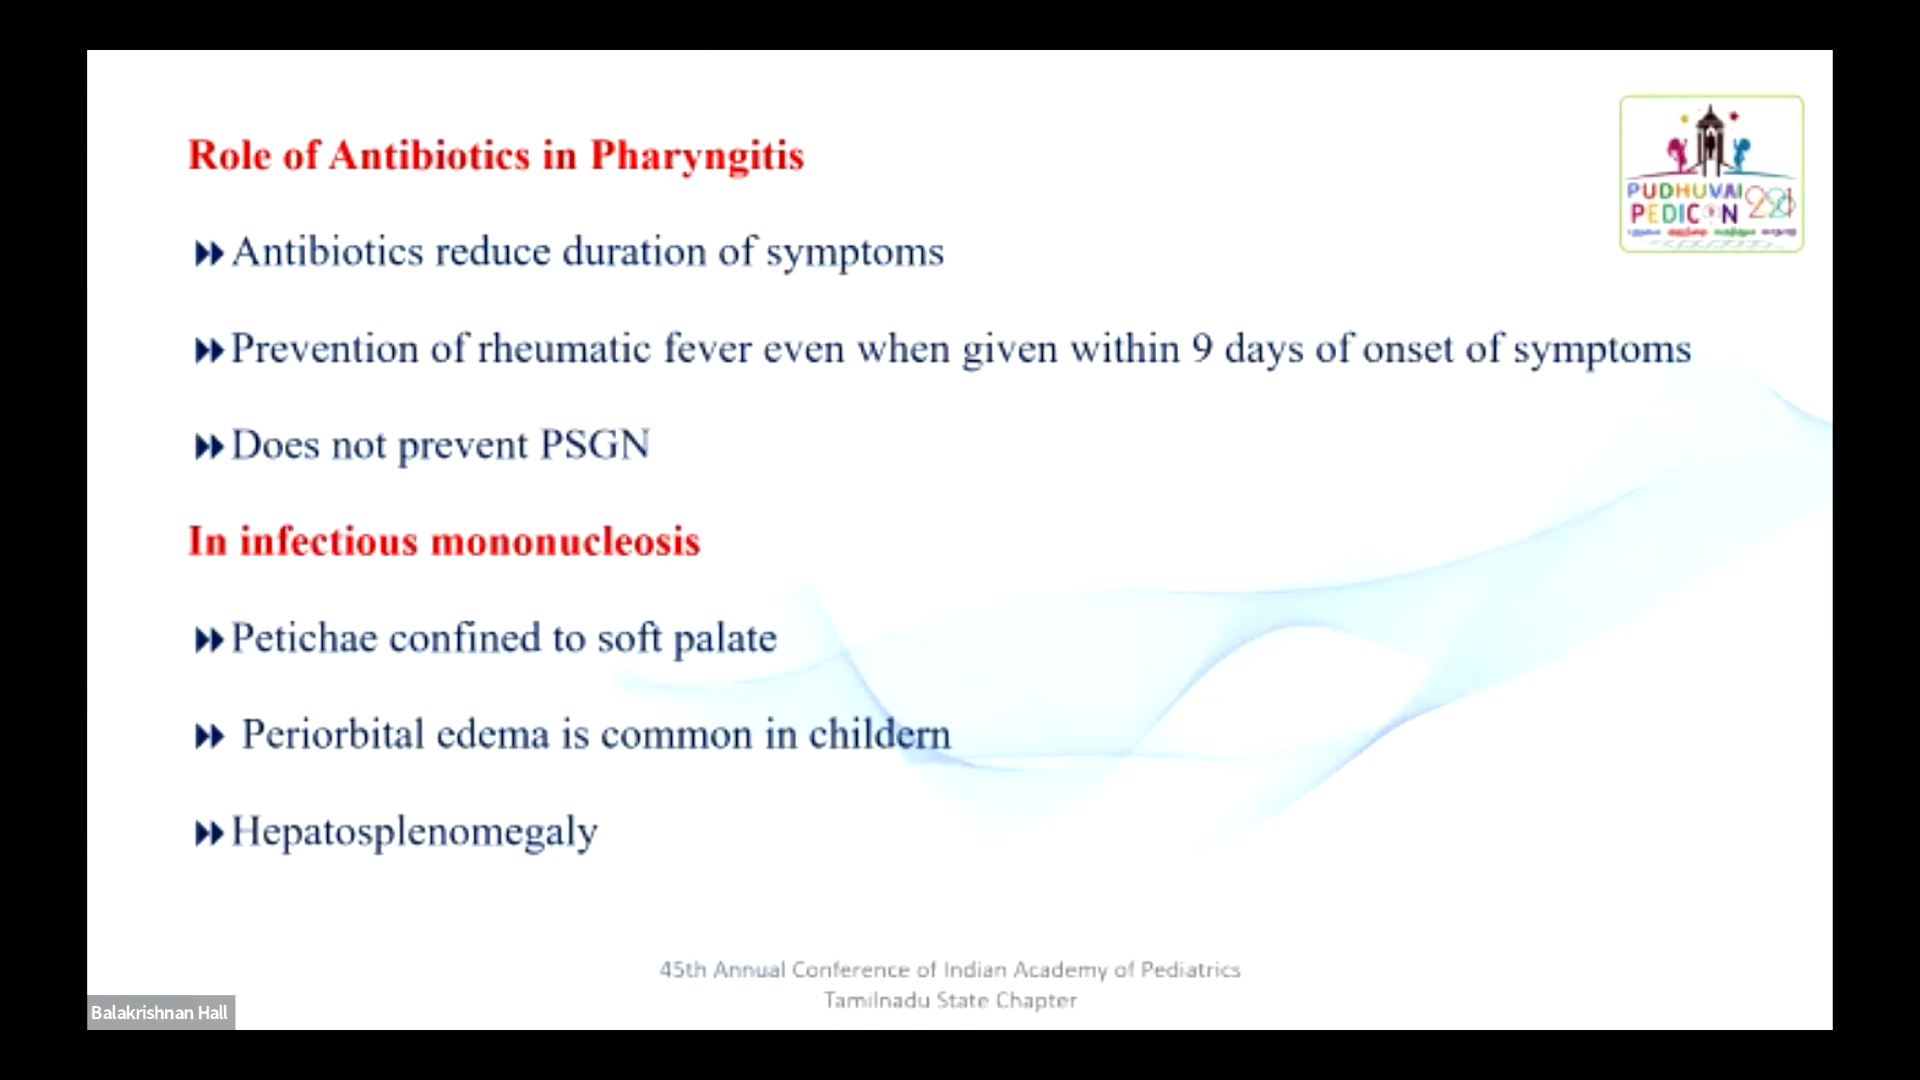 Role of Antibiotics in Pharyngitis
PUDHUVAI
PEDICON
Antibiotics reduce duration of symptoms
Prevention of rheumatic fever even when given within 9 days of onset of symptoms
Does not prevent PSGN
In infectious mononucleosis
Petichae confined to soft palate
Periorbital edema is common in childern
Hepatosplenomegaly
45th Annual Conference of Indian Academy of Pediatrics
Tamilnadu State Chapter
Balakrishnan Hall